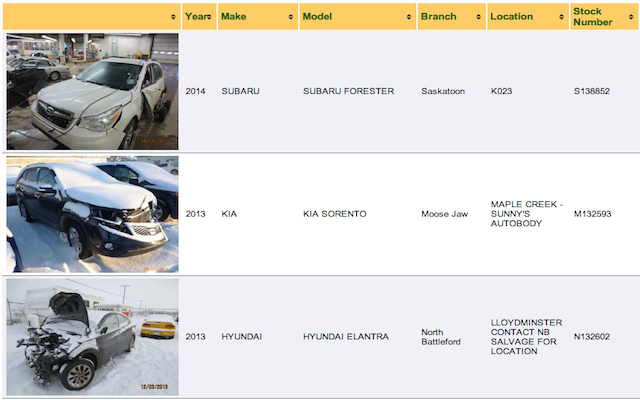 Year Make Model Branch Location Stock
Number
2014 SUBARU SUBARU FORESTER Saskatoon K023 S138852
2013 KIA KIA SORENTO Moose Jaw MAPLE CREEK -
SUNNY'S
AUTOBODY M132593
2013 HYUNDAI HYUNDAI ELANTRA North
Battleford LLOYDMINSTER
CONTACT NB
SALVAGE FOR
LOCATION N132602
12/03/2013